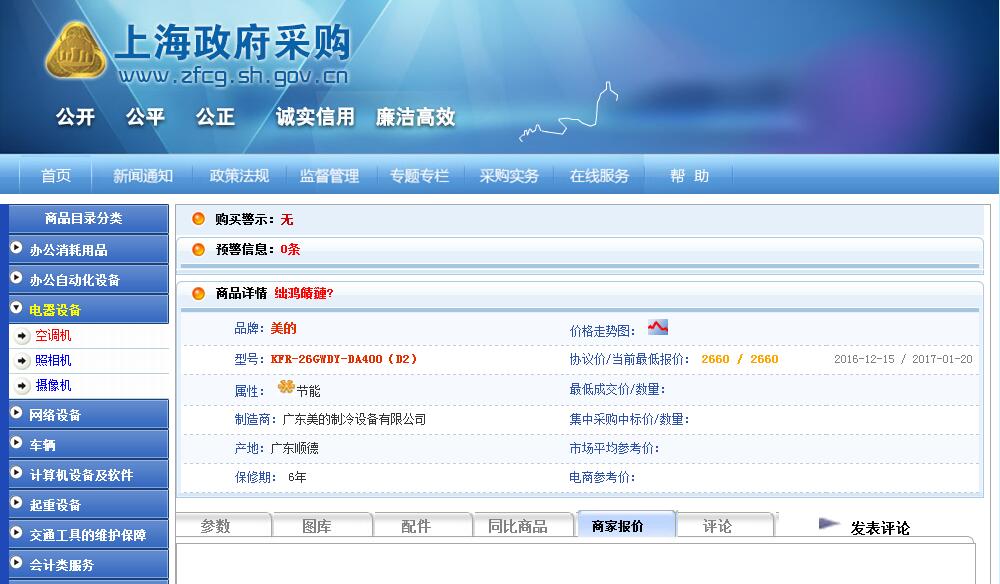 上海政府采购
www.zfcg.sh.gov.cn
公开 公平 公正 诚实信用 廉洁高效
首页 新闻通知 政策法规 监督管理 专题专栏 采购实务 在线服务 帮 助
商品目录分类
办公消耗用品
办公自动化设备
电器设备
空调机
照相机
摄像机
网络设备
车辆
计算机设备及软件
起重设备
交通工具的维护保障
会计类服务
购买警示：无
预警信息：0条
商品详情 绌鸿皟鏈?
品牌：美的 价格走势图：
型号：KFR-26GWDY-DA400（D2） 协议价/当前最低报价： 2660 / 2660 2016-12-15 / 2017-01-20
属性： 节能 最低成交价/数量：
制造商：广东美的制冷设备有限公司 集中采购中标价/数量：
产地：广东顺德 市场平均参考价：
保修期： 6年 电商参考价：
参数 图库 配件 同比商品 商家报价 评论 发表评论